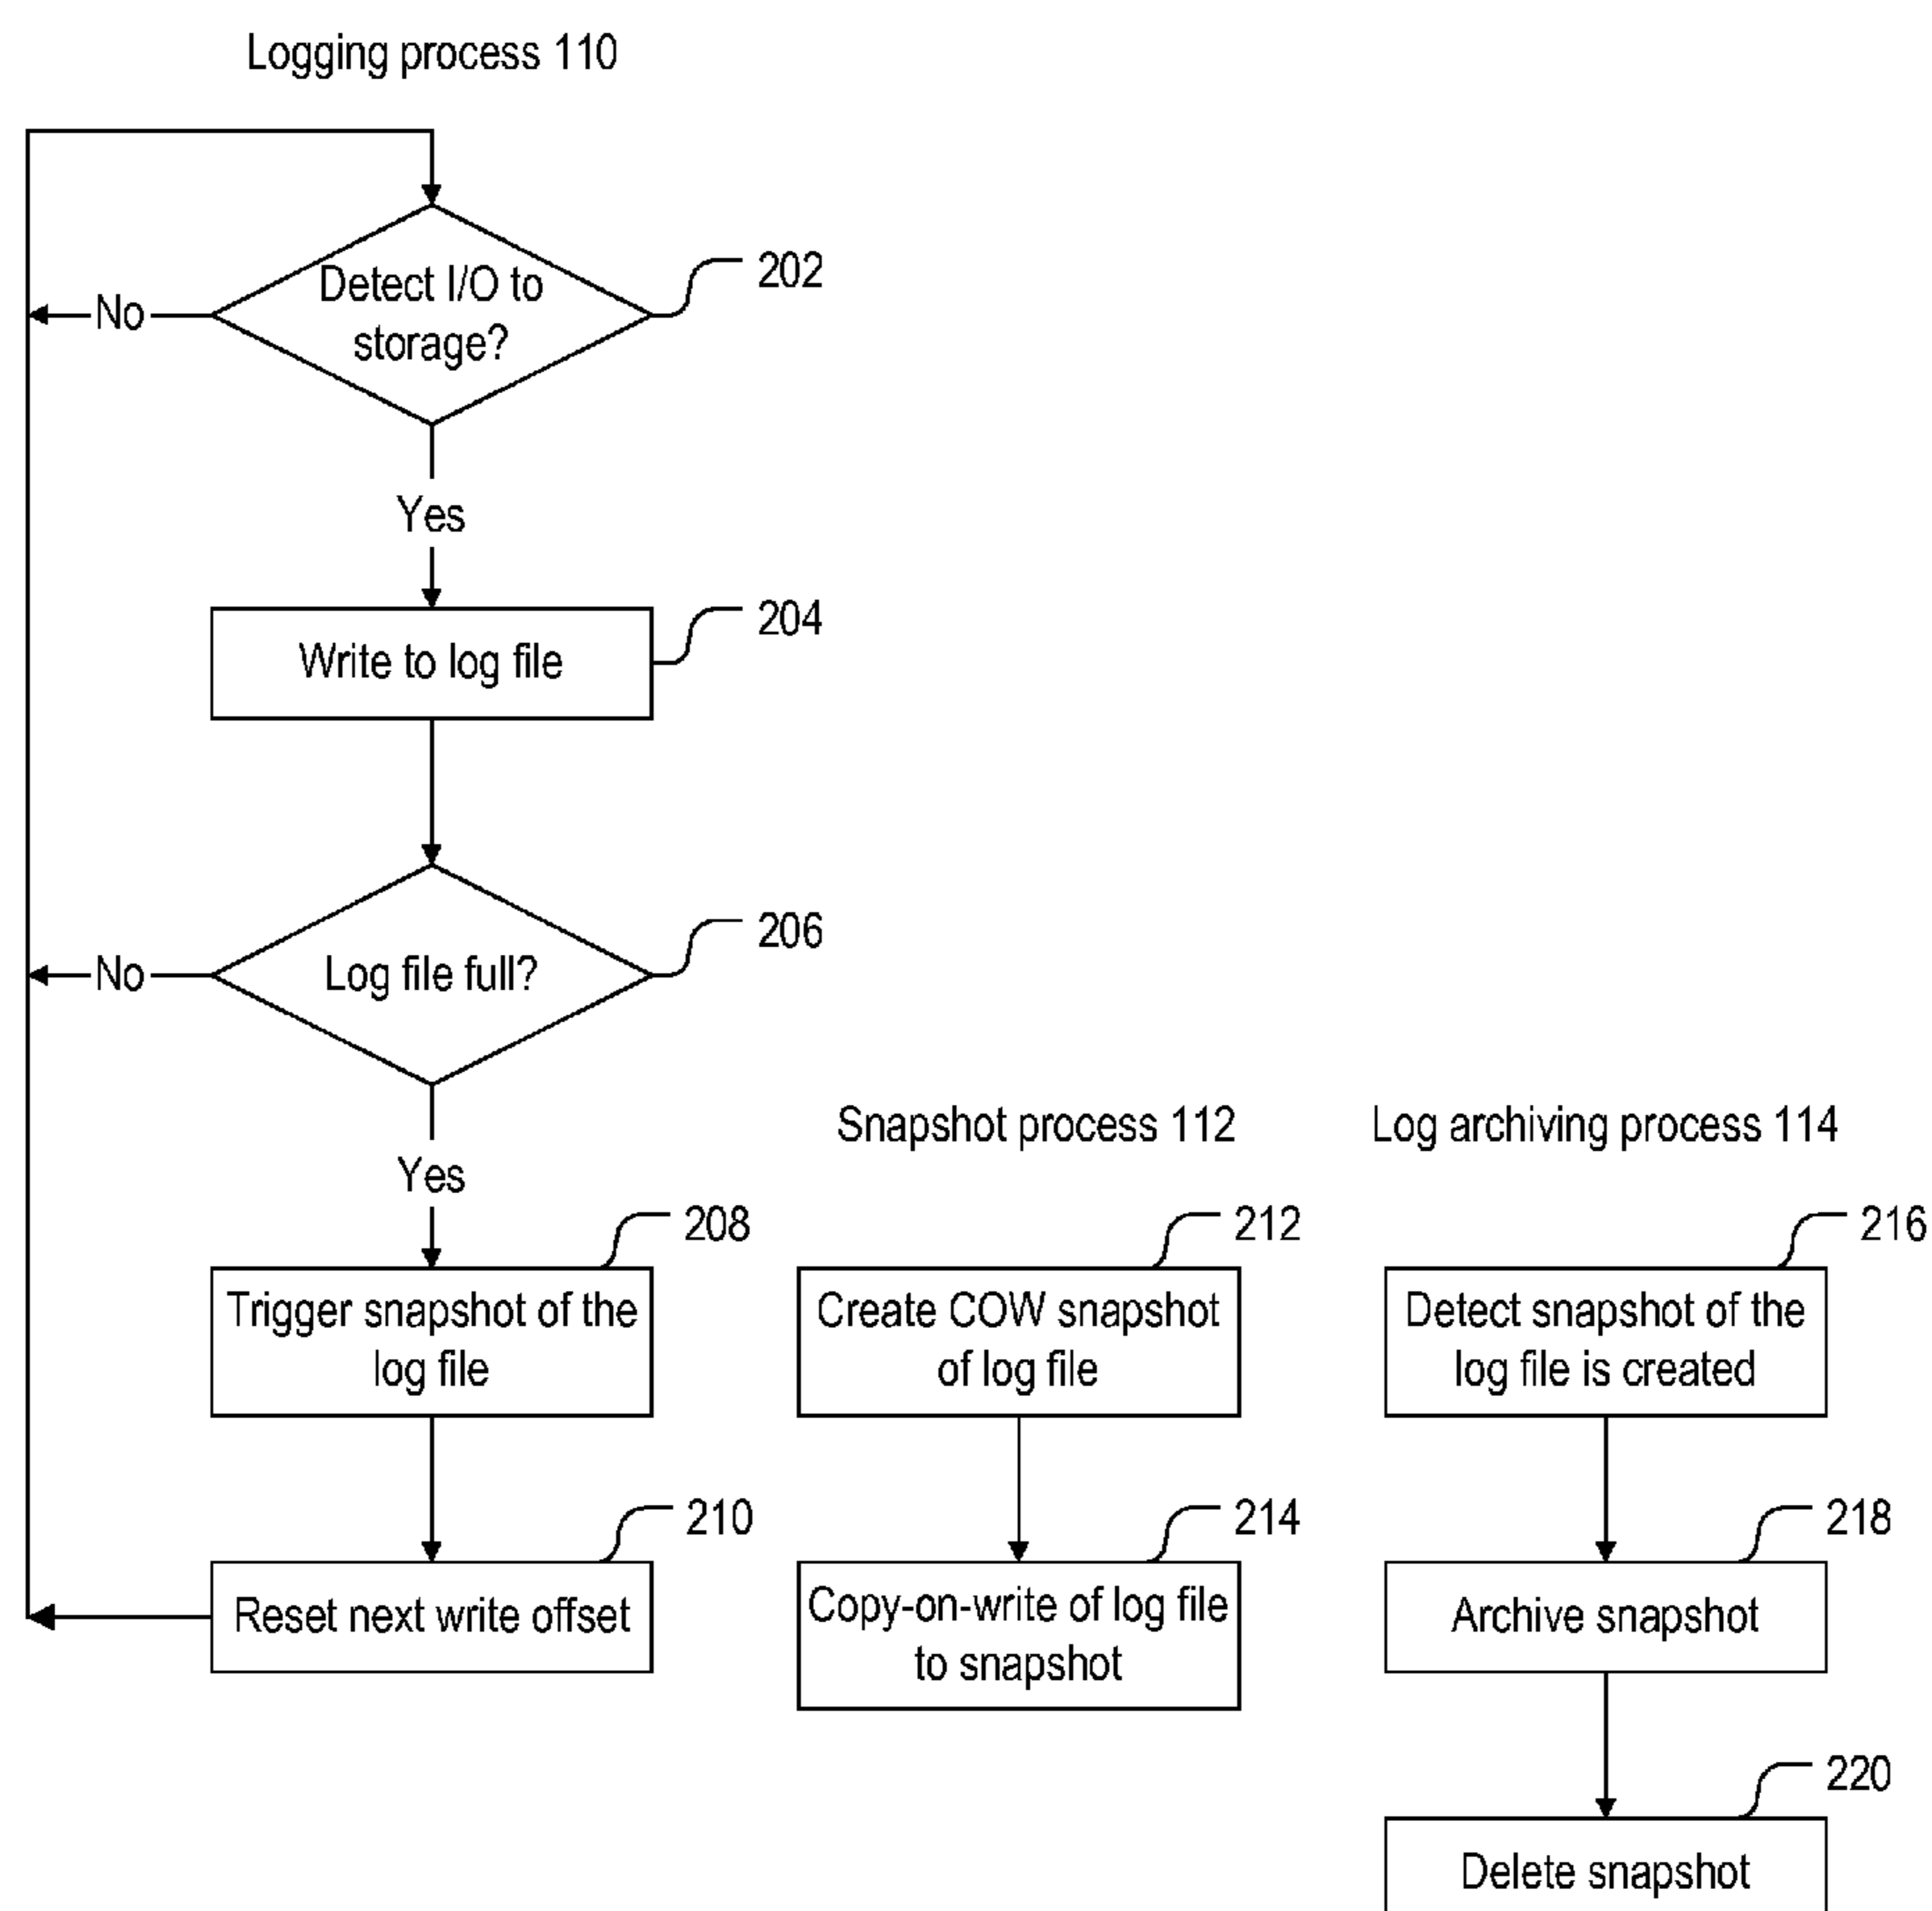 Logging process 110
Detect I/O to
storage?
202
No
Yes
Write to log file
204
Log file full?
206
No
Yes
Trigger snapshot of the
log file
208
Reset next write offset
210
Snapshot process 112
Create COW snapshot
of log file
212
Copy-on-write of log file
to snapshot
214
Log archiving process 114
Detect snapshot of the
log file is created
216
Archive snapshot
218
Delete snapshot
220